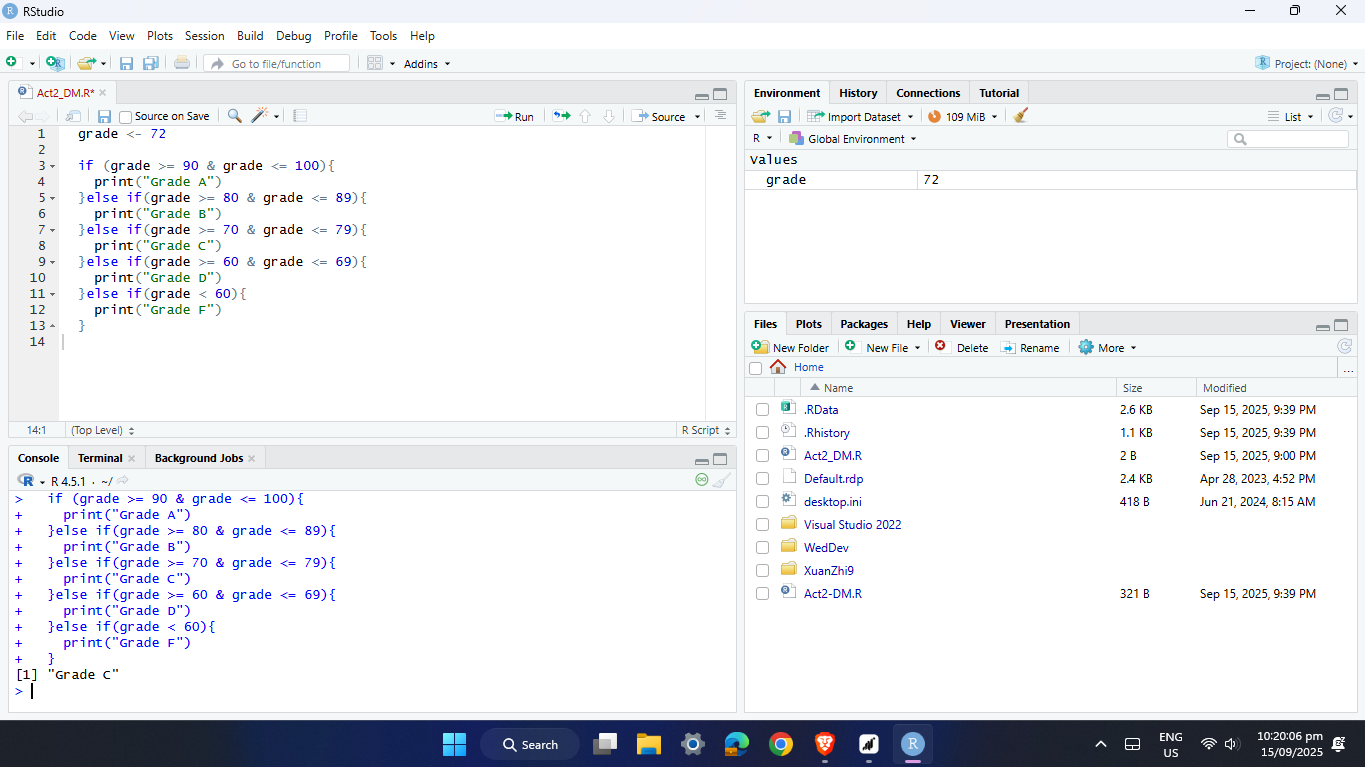 RStudio
File Edit Code View Plots Session Build Debug Profile Tools Help
Go to file/function Addins Project: (None)
Act2_DM.R*
Source on Save Run Source
1 grade <- 72
2
3 if (grade >= 90 & grade <= 100){
4 print("Grade A")
5 }else if(grade >= 80 & grade <= 89){
6 print("Grade B")
7 }else if(grade >= 70 & grade <= 79){
8 print("Grade C")
9 }else if(grade >= 60 & grade <= 69){
10 print("Grade D")
11 }else if(grade < 60){
12 print("Grade F")
13 }
14
14:1 (Top Level) R Script
Console Terminal Background Jobs
R 4.5.1 · ~/
> if (grade >= 90 & grade <= 100){
+ print("Grade A")
+ }else if(grade >= 80 & grade <= 89){
+ print("Grade B")
+ }else if(grade >= 70 & grade <= 79){
+ print("Grade C")
+ }else if(grade >= 60 & grade <= 69){
+ print("Grade D")
+ }else if(grade < 60){
+ print("Grade F")
+ }
[1] "Grade C"
>
Environment History Connections Tutorial
Import Dataset 109 MiB List
R Global Environment
Values
grade 72
Files Plots Packages Help Viewer Presentation
New Folder New File Delete Rename More
Home ...
Name Size Modified
.RData 2.6 KB Sep 15, 2025, 9:39 PM
.Rhistory 1.1 KB Sep 15, 2025, 9:39 PM
Act2_DM.R 2 B Sep 15, 2025, 9:00 PM
Default.rdp 2.4 KB Apr 28, 2023, 4:52 PM
desktop.ini 418 B Jun 21, 2024, 8:15 AM
Visual Studio 2022
WedDev
XuanZhi9
Act2-DM.R 321 B Sep 15, 2025, 9:39 PM
Search
ENG
US
10:20:06 pm
15/09/2025